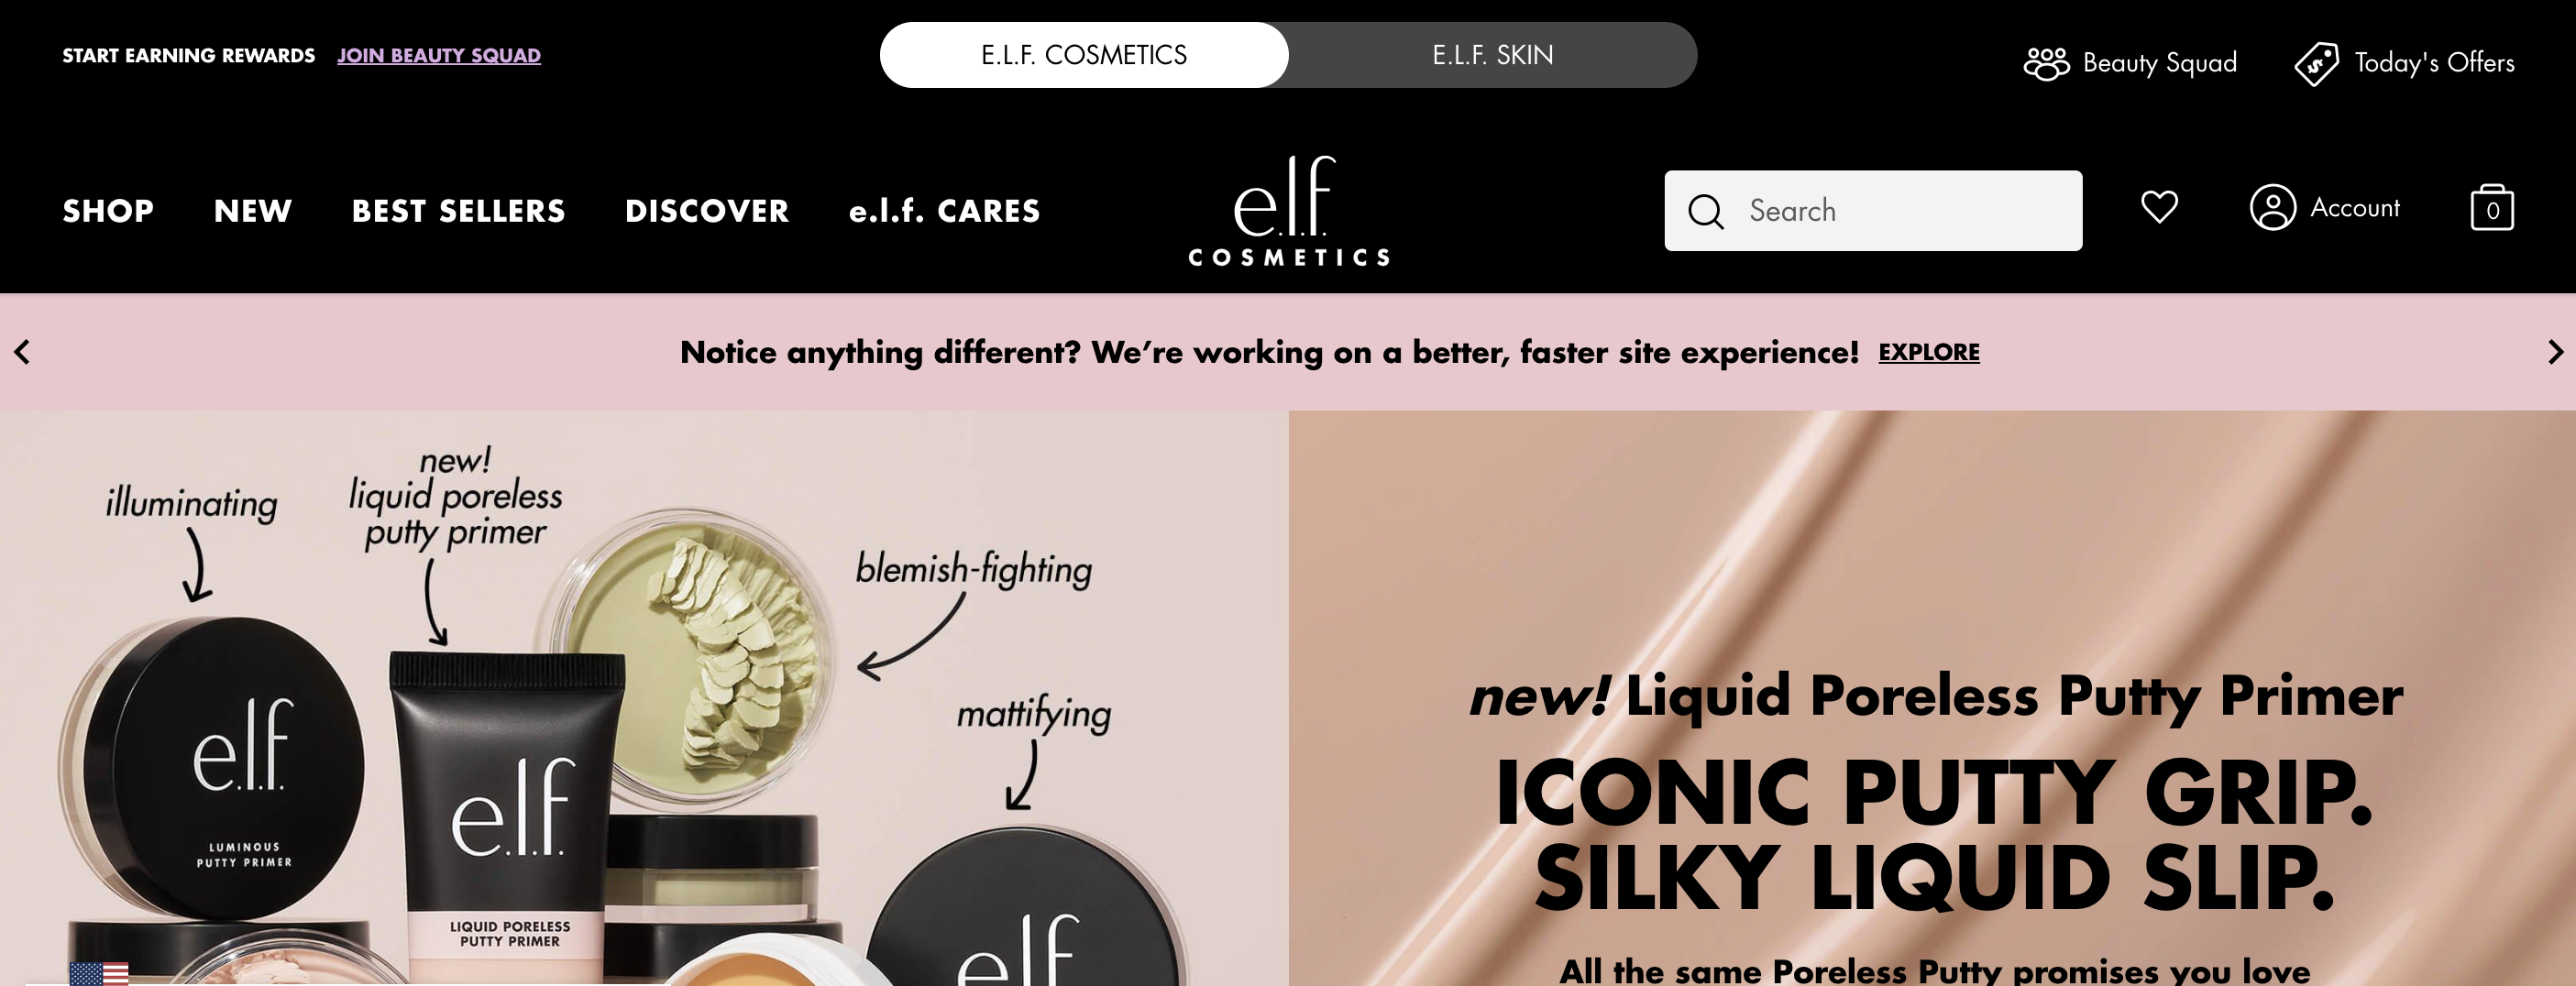 START EARNING REWARDS JOIN BEAUTY SQUAD
E.L.F. COSMETICS
E.L.F. SKIN
Beauty Squad
Today's Offers
SHOP
NEW
BEST SELLERS
DISCOVER
e.l.f. CARES
e.l.f.
COSMETICS
Search
Account
0
Notice anything different? We’re working on a better, faster site experience! EXPLORE
illuminating
new!
liquid poreless
putty primer
blemish-fighting
mattifying
e.l.f.
LUMINOUS
PUTTY PRIMER
e.l.f.
LIQUID PORELESS
PUTTY PRIMER
elf
new! Liquid Poreless Putty Primer
ICONIC PUTTY GRIP.
SILKY LIQUID SLIP.
All the same Poreless Putty promises you love